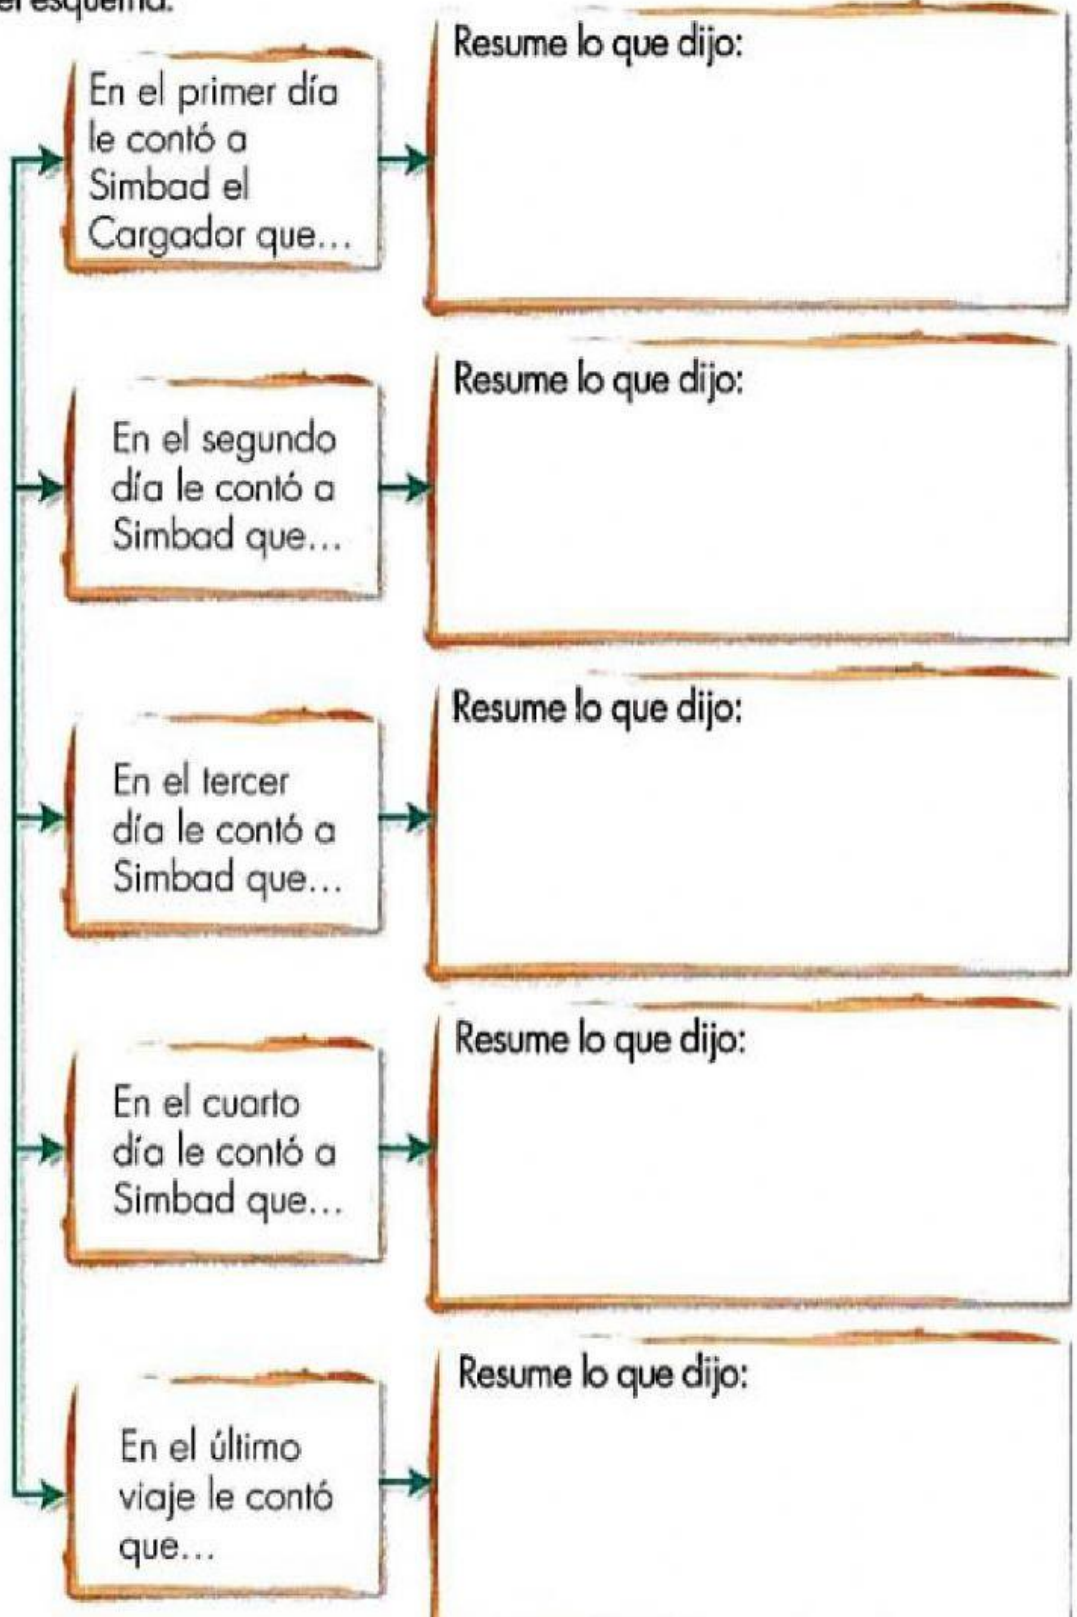 el esquema.
En el primer día
le contó a
Simbad el
Cargador que...
Resume lo que dijo:
En el segundo
día le contó a
Simbad que...
Resume lo que dijo:
En el tercer
día le contó a
Simbad que...
Resume lo que dijo:
En el cuarto
día le contó a
Simbad que...
Resume lo que dijo:
En el último
viaje le contó
que...
Resume lo que dijo: